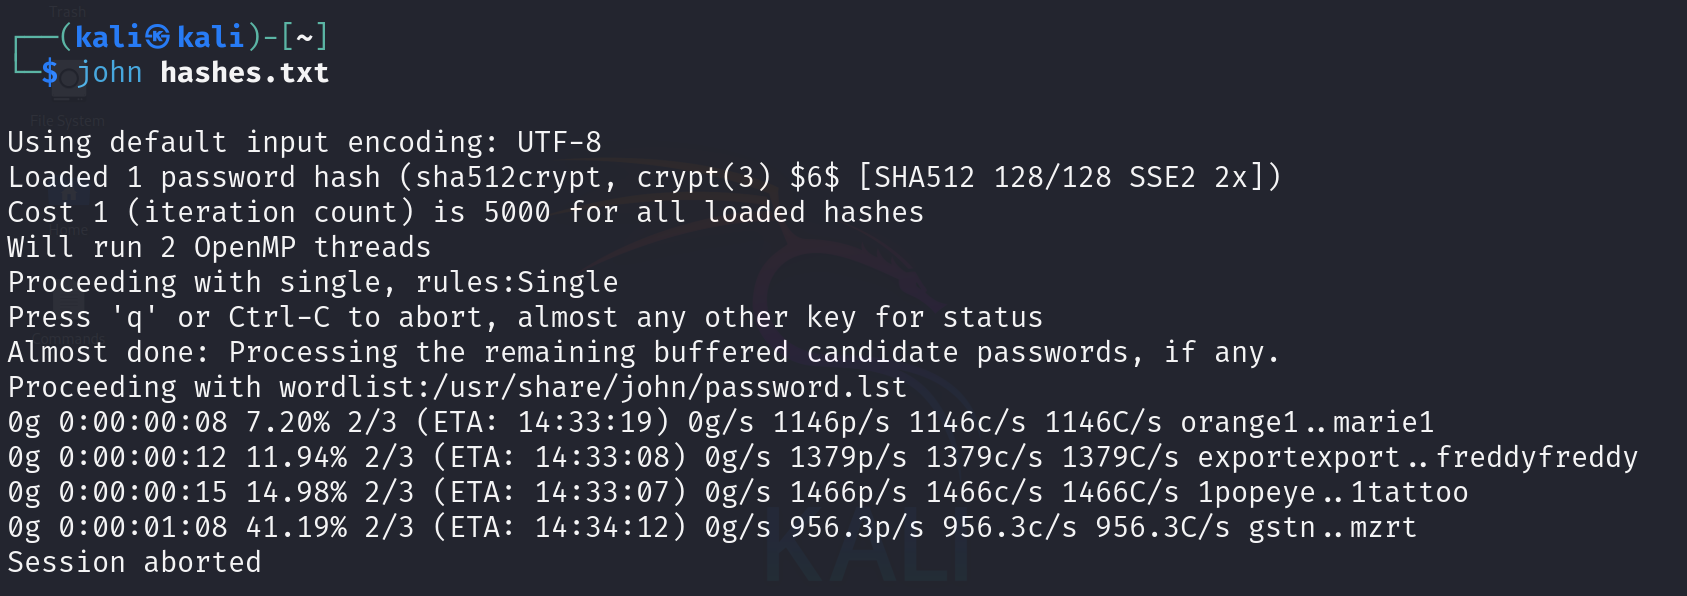 Trash
┌──(kali㉿kali)-[~]
└─$ john hashes.txt
File System
Using default input encoding: UTF-8
Loaded 1 password hash (sha512crypt, crypt(3) $6$ [SHA512 128/128 SSE2 2x])
Cost 1 (iteration count) is 5000 for all loaded hashes
Home
Will run 2 OpenMP threads
Proceeding with single, rules:Single
Press 'q' or Ctrl-C to abort, almost any other key for status
Almost done: Processing the remaining buffered candidate passwords, if any.
Proceeding with wordlist:/usr/share/john/password.lst
0g 0:00:00:08 7.20% 2/3 (ETA: 14:33:19) 0g/s 1146p/s 1146c/s 1146C/s orange1..marie1
0g 0:00:00:12 11.94% 2/3 (ETA: 14:33:08) 0g/s 1379p/s 1379c/s 1379C/s exportexport..freddyfreddy
0g 0:00:00:15 14.98% 2/3 (ETA: 14:33:07) 0g/s 1466p/s 1466c/s 1466C/s 1popeye..1tattoo
0g 0:00:01:08 41.19% 2/3 (ETA: 14:34:12) 0g/s 956.3p/s 956.3c/s 956.3C/s gstn..mzrt
Session aborted
KALI